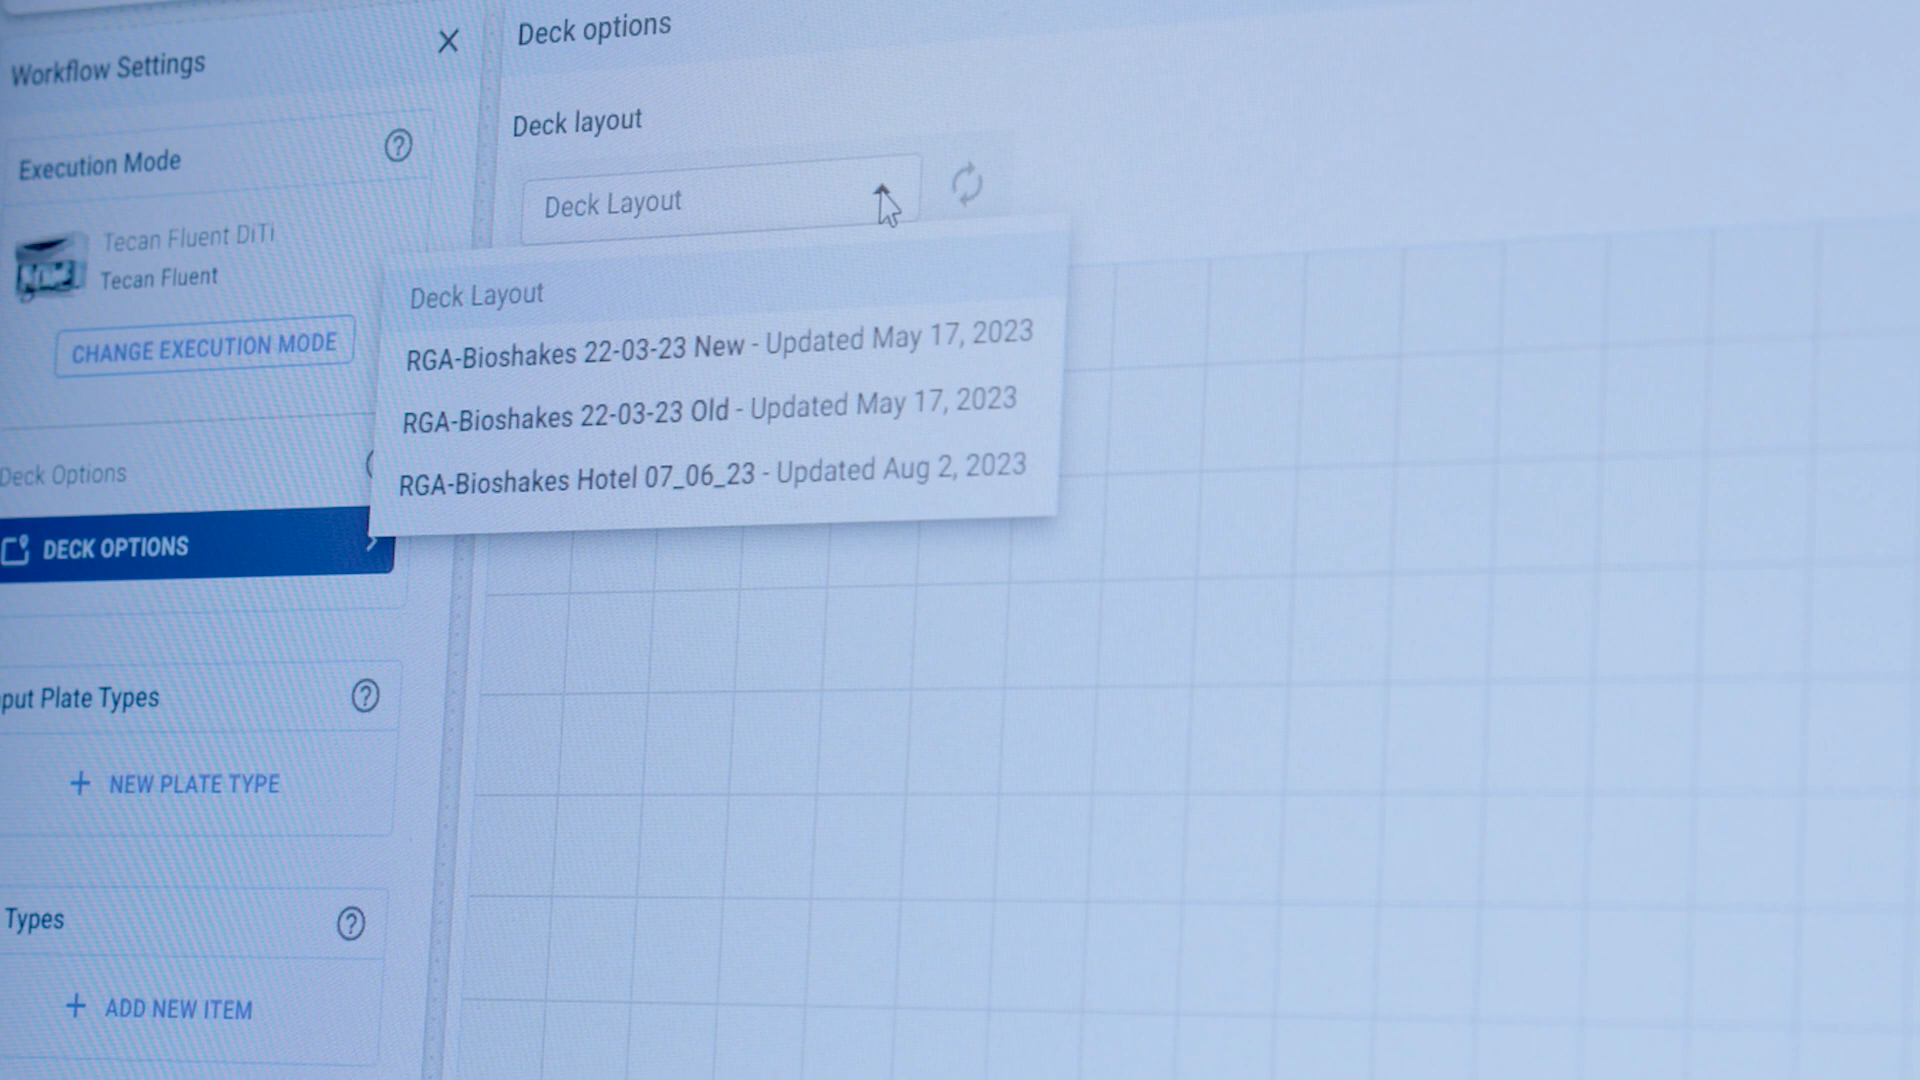 Workflow Settings
Execution Mode
Tecan Fluent DiTi
Tecan Fluent
CHANGE EXECUTION MODE
Deck Options
DECK OPTIONS
put Plate Types
+ NEW PLATE TYPE
Types
+ ADD NEW ITEM
Deck options
Deck layout
Deck Layout
Deck Layout
RGA-Bioshakes 22-03-23 New - Updated May 17, 2023
RGA-Bioshakes 22-03-23 Old - Updated May 17, 2023
RGA-Bioshakes Hotel 07_06_23 - Updated Aug 2, 2023